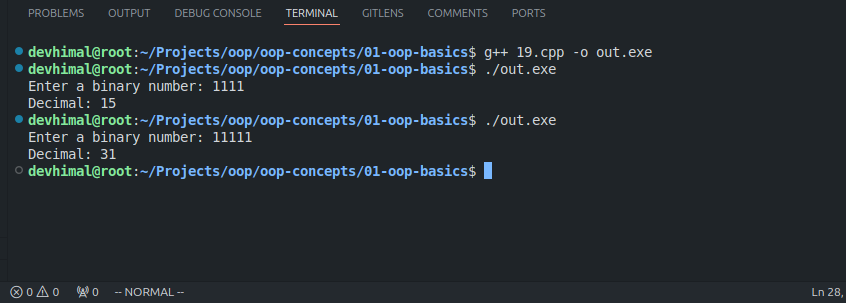 PROBLEMS OUTPUT DEBUG CONSOLE TERMINAL GITLENS COMMENTS PORTS
devhimal@root:~/Projects/oop/oop-concepts/01-oop-basics$ g++ 19.cpp -o out.exe
devhimal@root:~/Projects/oop/oop-concepts/01-oop-basics$ ./out.exe
Enter a binary number: 1111
Decimal: 15
devhimal@root:~/Projects/oop/oop-concepts/01-oop-basics$ ./out.exe
Enter a binary number: 11111
Decimal: 31
devhimal@root:~/Projects/oop/oop-concepts/01-oop-basics$
0 0 0 -- NORMAL -- Ln 28,